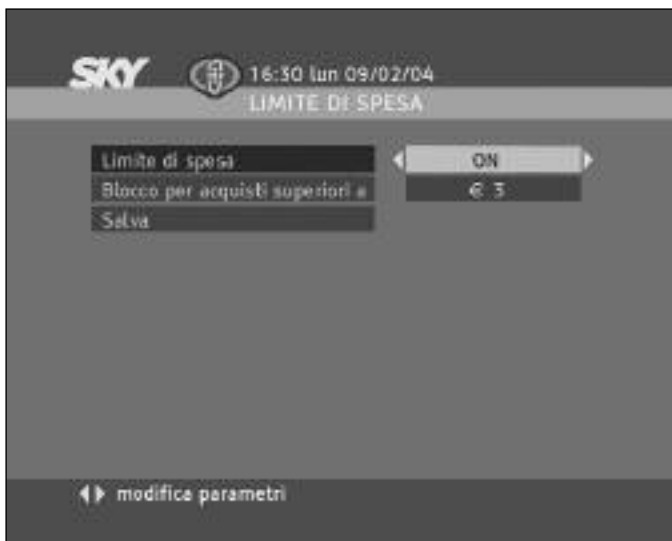 SKY 16:30 lun 09/02/04
LIMITE DI SPESA
Limite di spesa ON
Blocco per acquisti superiori a € 3
Salva
modifica parametri